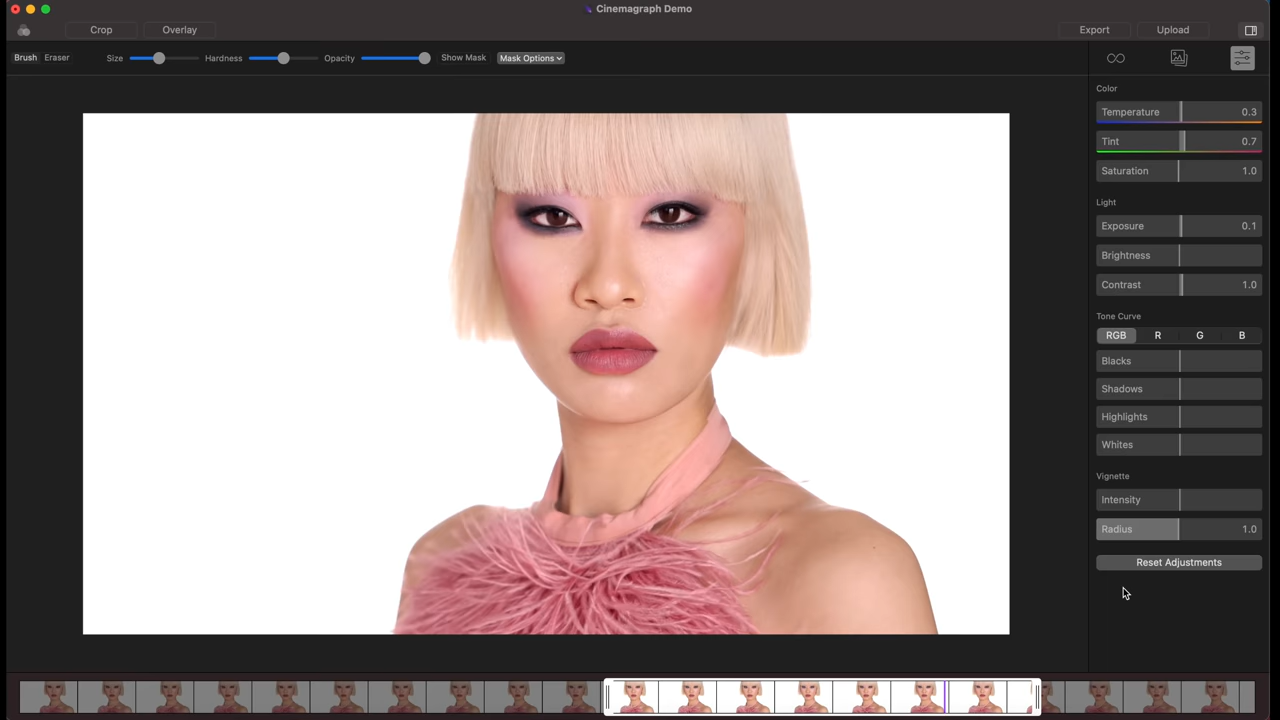 Cinemagraph Demo
Crop Overlay Export Upload
Brush Eraser Size Hardness Opacity Show Mask Mask Options
Color
Temperature 0.3
Tint 0.7
Saturation 1.0
Light
Exposure 0.1
Brightness
Contrast 1.0
Tone Curve
RGB R G B
Blacks
Shadows
Highlights
Whites
Vignette
Intensity
Radius 1.0
Reset Adjustments